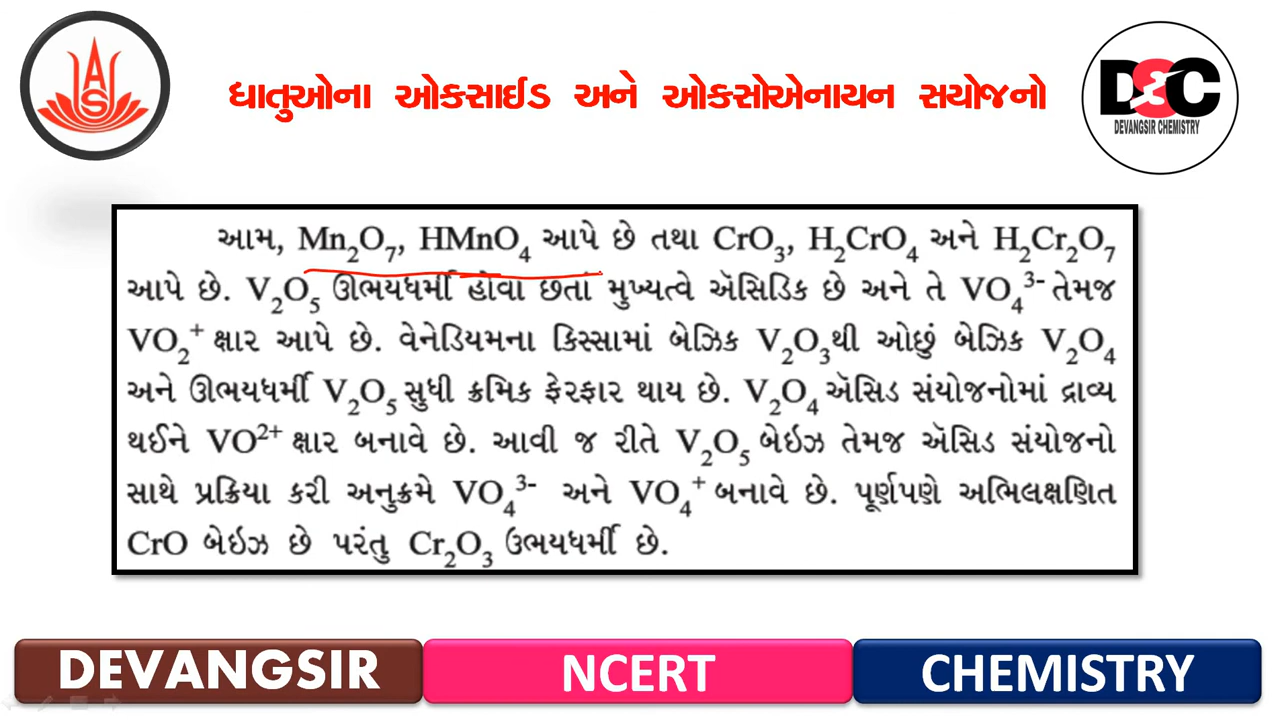 ધાતુઓના ઓક્સાઈડ અને ઓક્સોએનાયન સયોજનો
AS
D&C
DEVANGSIR CHEMISTRY
આમ, Mn₂O₇, HMnO₄ આપે છે તથા CrO₃, H₂CrO₄ અને H₂Cr₂O₇
આપે છે. V₂O₅ ઊભયધર્મી હોવા છતાં મુખ્યત્વે ઍસિડિક છે અને તે VO₄³⁻ તેમજ
VO₂⁺ ક્ષાર આપે છે. વેનેડિયમના કિસ્સામાં બેઝિક V₂O₃થી ઓછું બેઝિક V₂O₄
અને ઊભયધર્મી V₂O₅ સુધી ક્રમિક ફેરફાર થાય છે. V₂O₄ ઍસિડ સંયોજનોમાં દ્રાવ્ય
થઈને VO²⁺ ક્ષાર બનાવે છે. આવી જ રીતે V₂O₅ બેઇઝ તેમજ ઍસિડ સંયોજનો
સાથે પ્રક્રિયા કરી અનુક્રમે VO₄³⁻ અને VO₄⁺ બનાવે છે. પૂર્ણપણે અભિલક્ષણિત
CrO બેઇઝ છે પરંતુ Cr₂O₃ ઉભયધર્મી છે.
DEVANGSIR
NCERT
CHEMISTRY